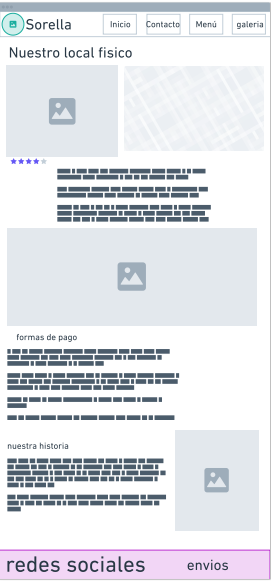 Sorella
Inicio
Contacto
Menú
galeria
Nuestro local fisico
formas de pago
nuestra historia
redes sociales
envios